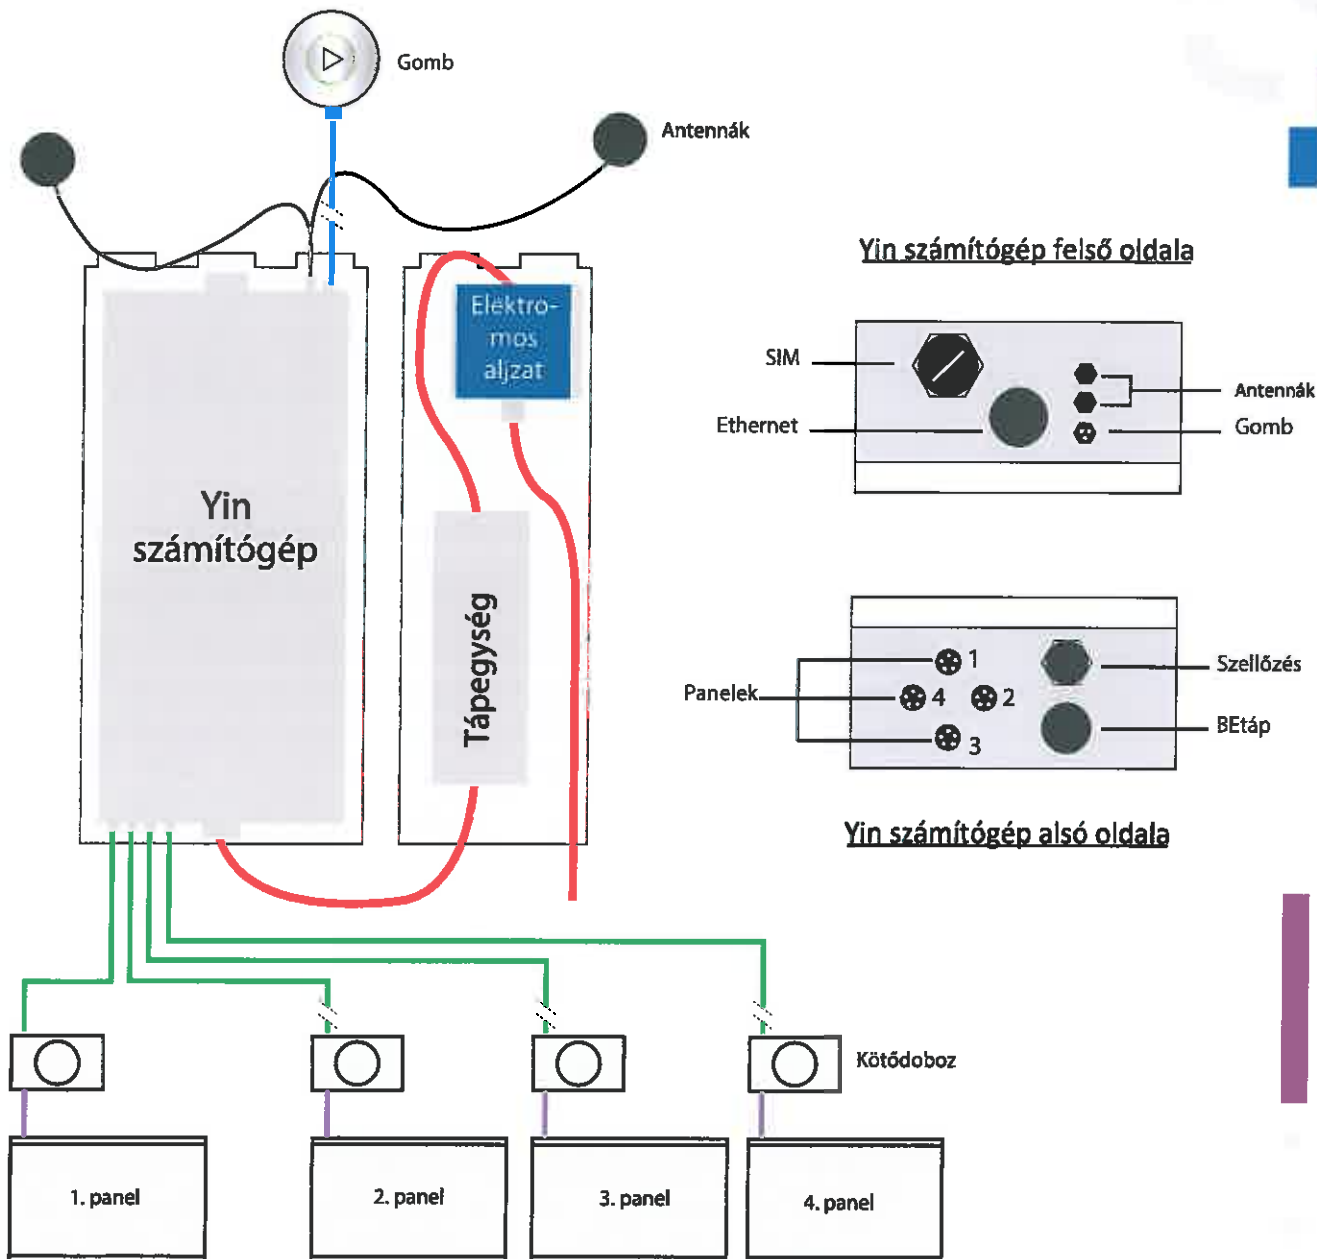 Gomb
Antennák
Yin számítógép felső oldala
Elektro-
mos
aljzat
SIM
Antennák
Ethernet
Gomb
Yin
számítógép
Tápegység
1
Szellőzés
Panelek
4
2
BEtáp
3
Yin számítógép alsó oldala
Kötődoboz
1. panel
2. panel
3. panel
4. panel